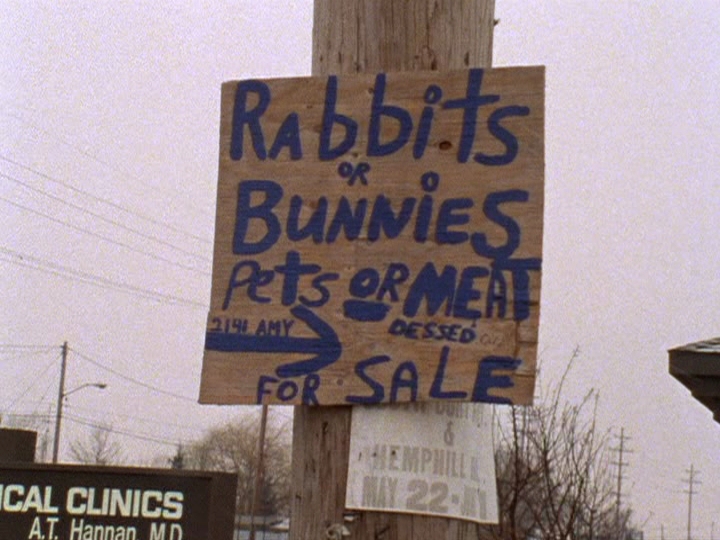 Rabbits
OR
BUNNiES
Pets OR MEAT
2141 AMY
DESSED
FOR SALE
&
HEMPHILL
MAY 22
ICAL CLINICS
A.T. Hannan, M.D.